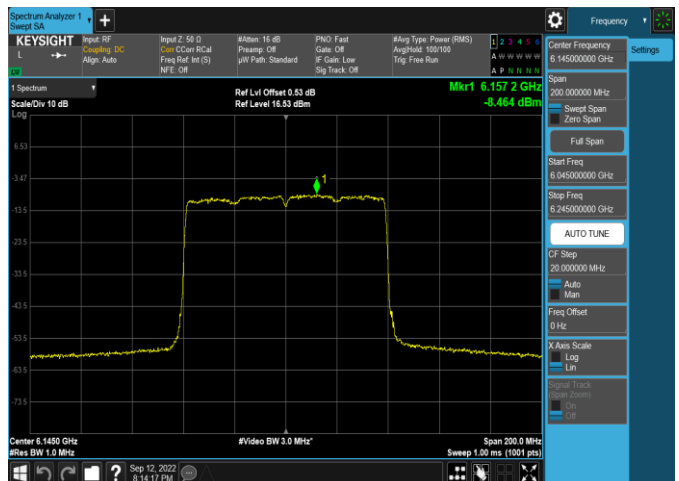 Spectrum Analyzer 1
Swept SA
Frequency
KEYSIGHT
L
Input: RF
Coupling: DC
Align: Auto
Input Z: 50 Ω
Corr CCorr RCal
Freq Ref: Int (S)
NFE: Off
#Atten: 16 dB
Preamp: Off
µW Path: Standard
PNO: Fast
Gate: Off
IF Gain: Low
Sig Track: Off
#Avg Type: Power (RMS)
Avg|Hold: 100/100
Trig: Free Run
1 2 3 4 5 6
A W W W W W
A P N N N N
LW
1 Spectrum
Scale/Div 10 dB
Log
Ref Lvl Offset 0.53 dB
Ref Level 16.53 dBm
Mkr1 6.157 2 GHz
-8.464 dBm
6.53
-3.47
-13.5
-23.5
-33.5
-43.5
-53.5
-63.5
-73.5
1
Center 6.1450 GHz
#Res BW 1.0 MHz
#Video BW 3.0 MHz*
Span 200.0 MHz
Sweep 1.00 ms (1001 pts)
Sep 12, 2022
8:14:17 PM
Center Frequency
6.145000000 GHz
Settings
Span
200.000000 MHz
Swept Span
Zero Span
Full Span
Start Freq
6.045000000 GHz
Stop Freq
6.245000000 GHz
AUTO TUNE
CF Step
20.000000 MHz
Auto
Man
Freq Offset
0 Hz
X Axis Scale
Log
Lin
Signal Track
(Span Zoom)
On
Off